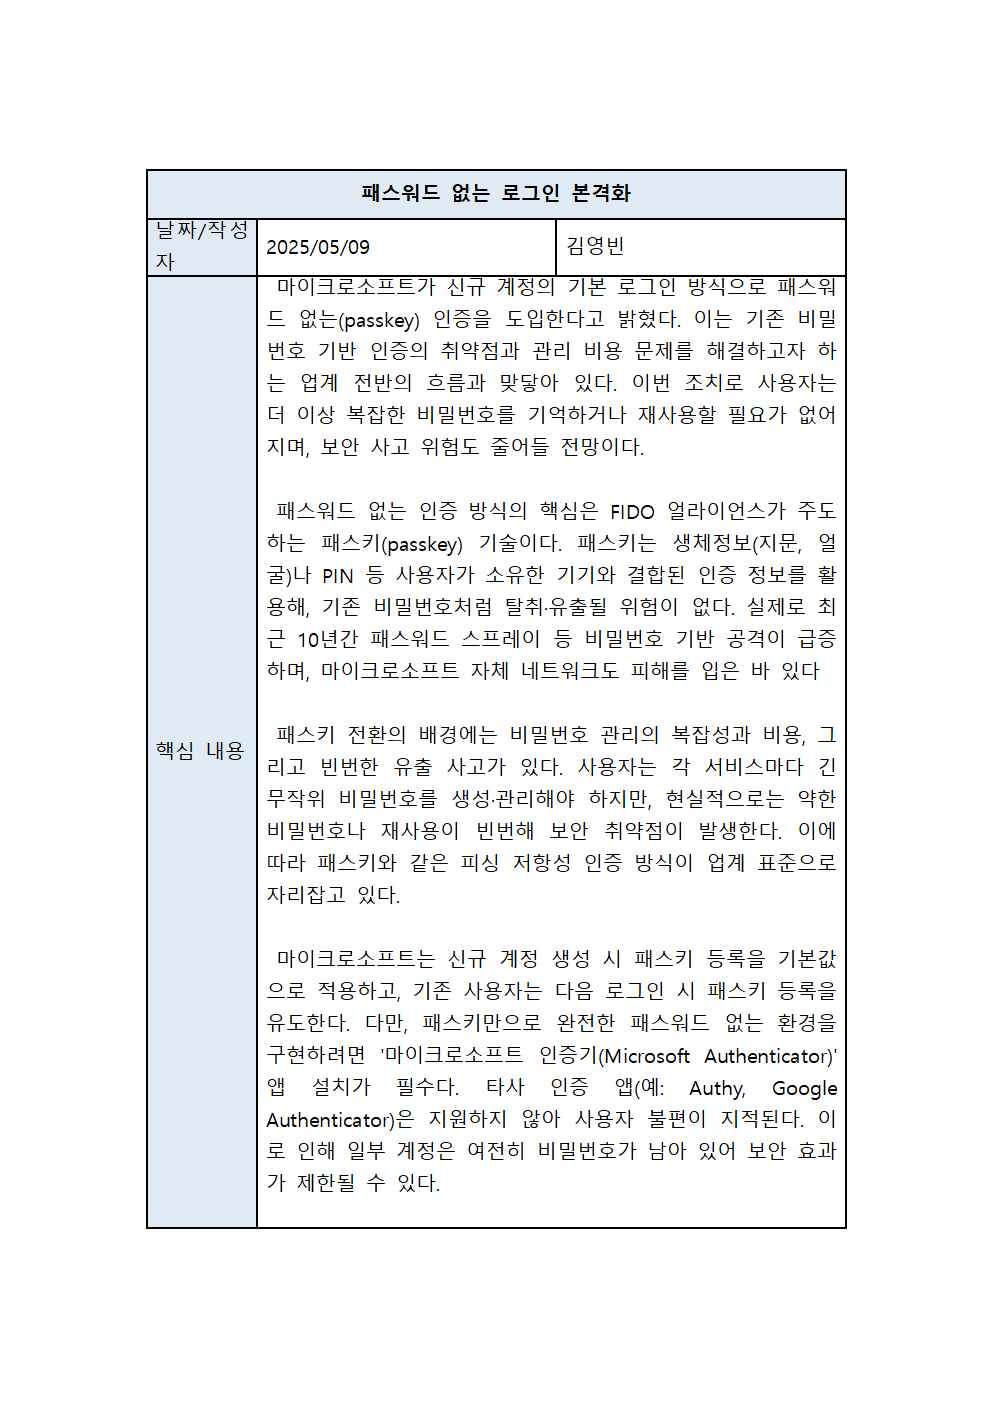 패스워드 없는 로그인 본격화
날짜/작성
자
2025/05/09
김영빈
마이크로소프트가 신규 계정의 기본 로그인 방식으로 패스워
드 없는(passkey) 인증을 도입한다고 밝혔다. 이는 기존 비밀
번호 기반 인증의 취약점과 관리 비용 문제를 해결하고자 하
는 업계 전반의 흐름과 맞닿아 있다. 이번 조치로 사용자는
더 이상 복잡한 비밀번호를 기억하거나 재사용할 필요가 없어
지며, 보안 사고 위험도 줄어들 전망이다.
패스워드 없는 인증 방식의 핵심은 FIDO 얼라이언스가 주도
하는 패스키(passkey) 기술이다. 패스키는 생체정보(지문, 얼
굴)나 PIN 등 사용자가 소유한 기기와 결합된 인증 정보를 활
용해, 기존 비밀번호처럼 탈취·유출될 위험이 없다. 실제로 최
근 10년간 패스워드 스프레이 등 비밀번호 기반 공격이 급증
하며, 마이크로소프트 자체 네트워크도 피해를 입은 바 있다
핵심 내용
패스키 전환의 배경에는 비밀번호 관리의 복잡성과 비용, 그
리고 빈번한 유출 사고가 있다. 사용자는 각 서비스마다 긴
무작위 비밀번호를 생성·관리해야 하지만, 현실적으로는 약한
비밀번호나 재사용이 빈번해 보안 취약점이 발생한다. 이에
따라 패스키와 같은 피싱 저항성 인증 방식이 업계 표준으로
자리잡고 있다.
마이크로소프트는 신규 계정 생성 시 패스키 등록을 기본값
으로 적용하고, 기존 사용자는 다음 로그인 시 패스키 등록을
유도한다. 다만, 패스키만으로 완전한 패스워드 없는 환경을
구현하려면 '마이크로소프트 인증기(Microsoft Authenticator)'
앱 설치가 필수다. 타사 인증 앱(예: Authy, Google
Authenticator)은 지원하지 않아 사용자 불편이 지적된다. 이
로 인해 일부 계정은 여전히 비밀번호가 남아 있어 보안 효과
가 제한될 수 있다.